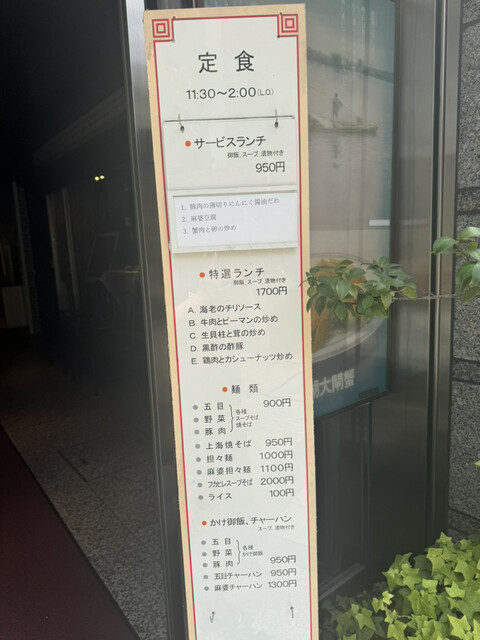 定食
11:30～2:00(L.O.)
●サービスランチ
御飯、スープ、漬物付き
950円
1. 豚肉の薄切りにんにく醤油だれ
2. 麻婆豆腐
3. 蟹肉と卵の炒め
●特選ランチ
御飯、スープ、漬物付き
1700円
A. 海老のチリソース
B. 牛肉とピーマンの炒め
C. 生貝柱と茸の炒め
D. 黒酢の酢豚
E. 鶏肉とカシューナッツ炒め
●麺類
●五目 900円
●野菜 各種スープそば 焼そば
●豚肉
●上海焼そば 950円
●担々麺 1000円
●麻婆担々麺 1100円
●フカヒレスープそば 2000円
●ライス 100円
●かけ御飯、チャーハン
スープ、漬物付き
●五目
●野菜 各種かけ御飯
●豚肉 950円
●五目チャーハン 950円
●麻婆チャーハン 1300円
大閘蟹